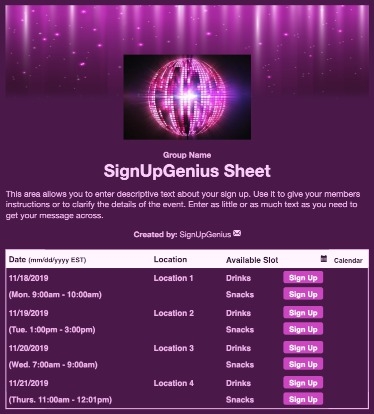 Group Name
SignUpGenius Sheet
This area allows you to enter descriptive text about your sign up. Use it to give your members
instructions or to clarify the details of the event. Enter as little or as much text as you need to
get your message across.
Created by: SignUpGenius
Date (mm/dd/yyyy EST) Location Available Slot Calendar
11/18/2019 Location 1 Drinks Sign Up
(Mon. 9:00am - 10:00am) Snacks Sign Up
11/19/2019 Location 2 Drinks Sign Up
(Tue. 1:00pm - 3:00pm) Snacks Sign Up
11/20/2019 Location 3 Drinks Sign Up
(Wed. 7:00am - 9:00am) Snacks Sign Up
11/21/2019 Location 4 Drinks Sign Up
(Thurs. 11:00am - 12:01pm) Snacks Sign Up